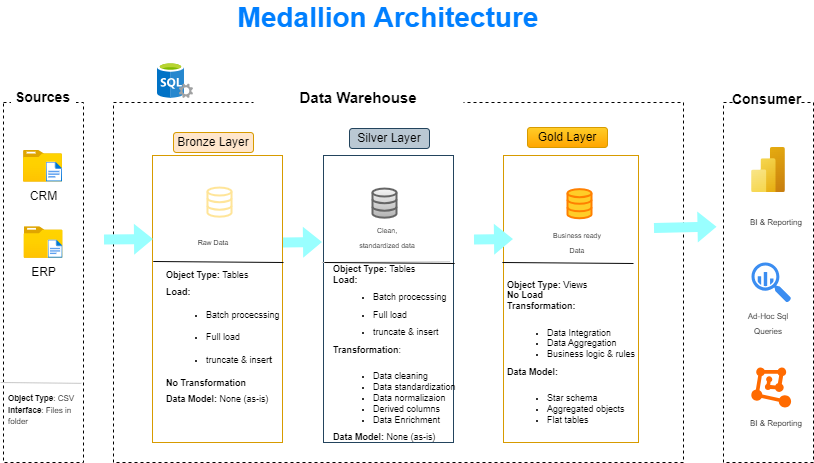 Medallion Architecture
SQL
Sources
Data Warehouse
Consumer
CRM
ERP
Object Type: CSV
Interface: Files in
folder
Bronze Layer
Raw Data
Object Type: Tables
Load:
Batch procecssing
Full load
truncate & insert
No Transformation
Data Model: None (as-is)
Silver Layer
Clean,
standardized data
Object Type: Tables
Load:
Batch procecssing
Full load
truncate & insert
Transformation:
Data cleaning
Data standardization
Data normalizaion
Derived columns
Data Enrichment
Data Model: None (as-is)
Gold Layer
Business ready
Data
Object Type: Views
No Load
Transformation:
Data Integration
Data Aggregation
Business logic & rules
Data Model:
Star schema
Aggregated objects
Flat tables
BI & Reporting
Ad-Hoc Sql
Queries
BI & Reporting